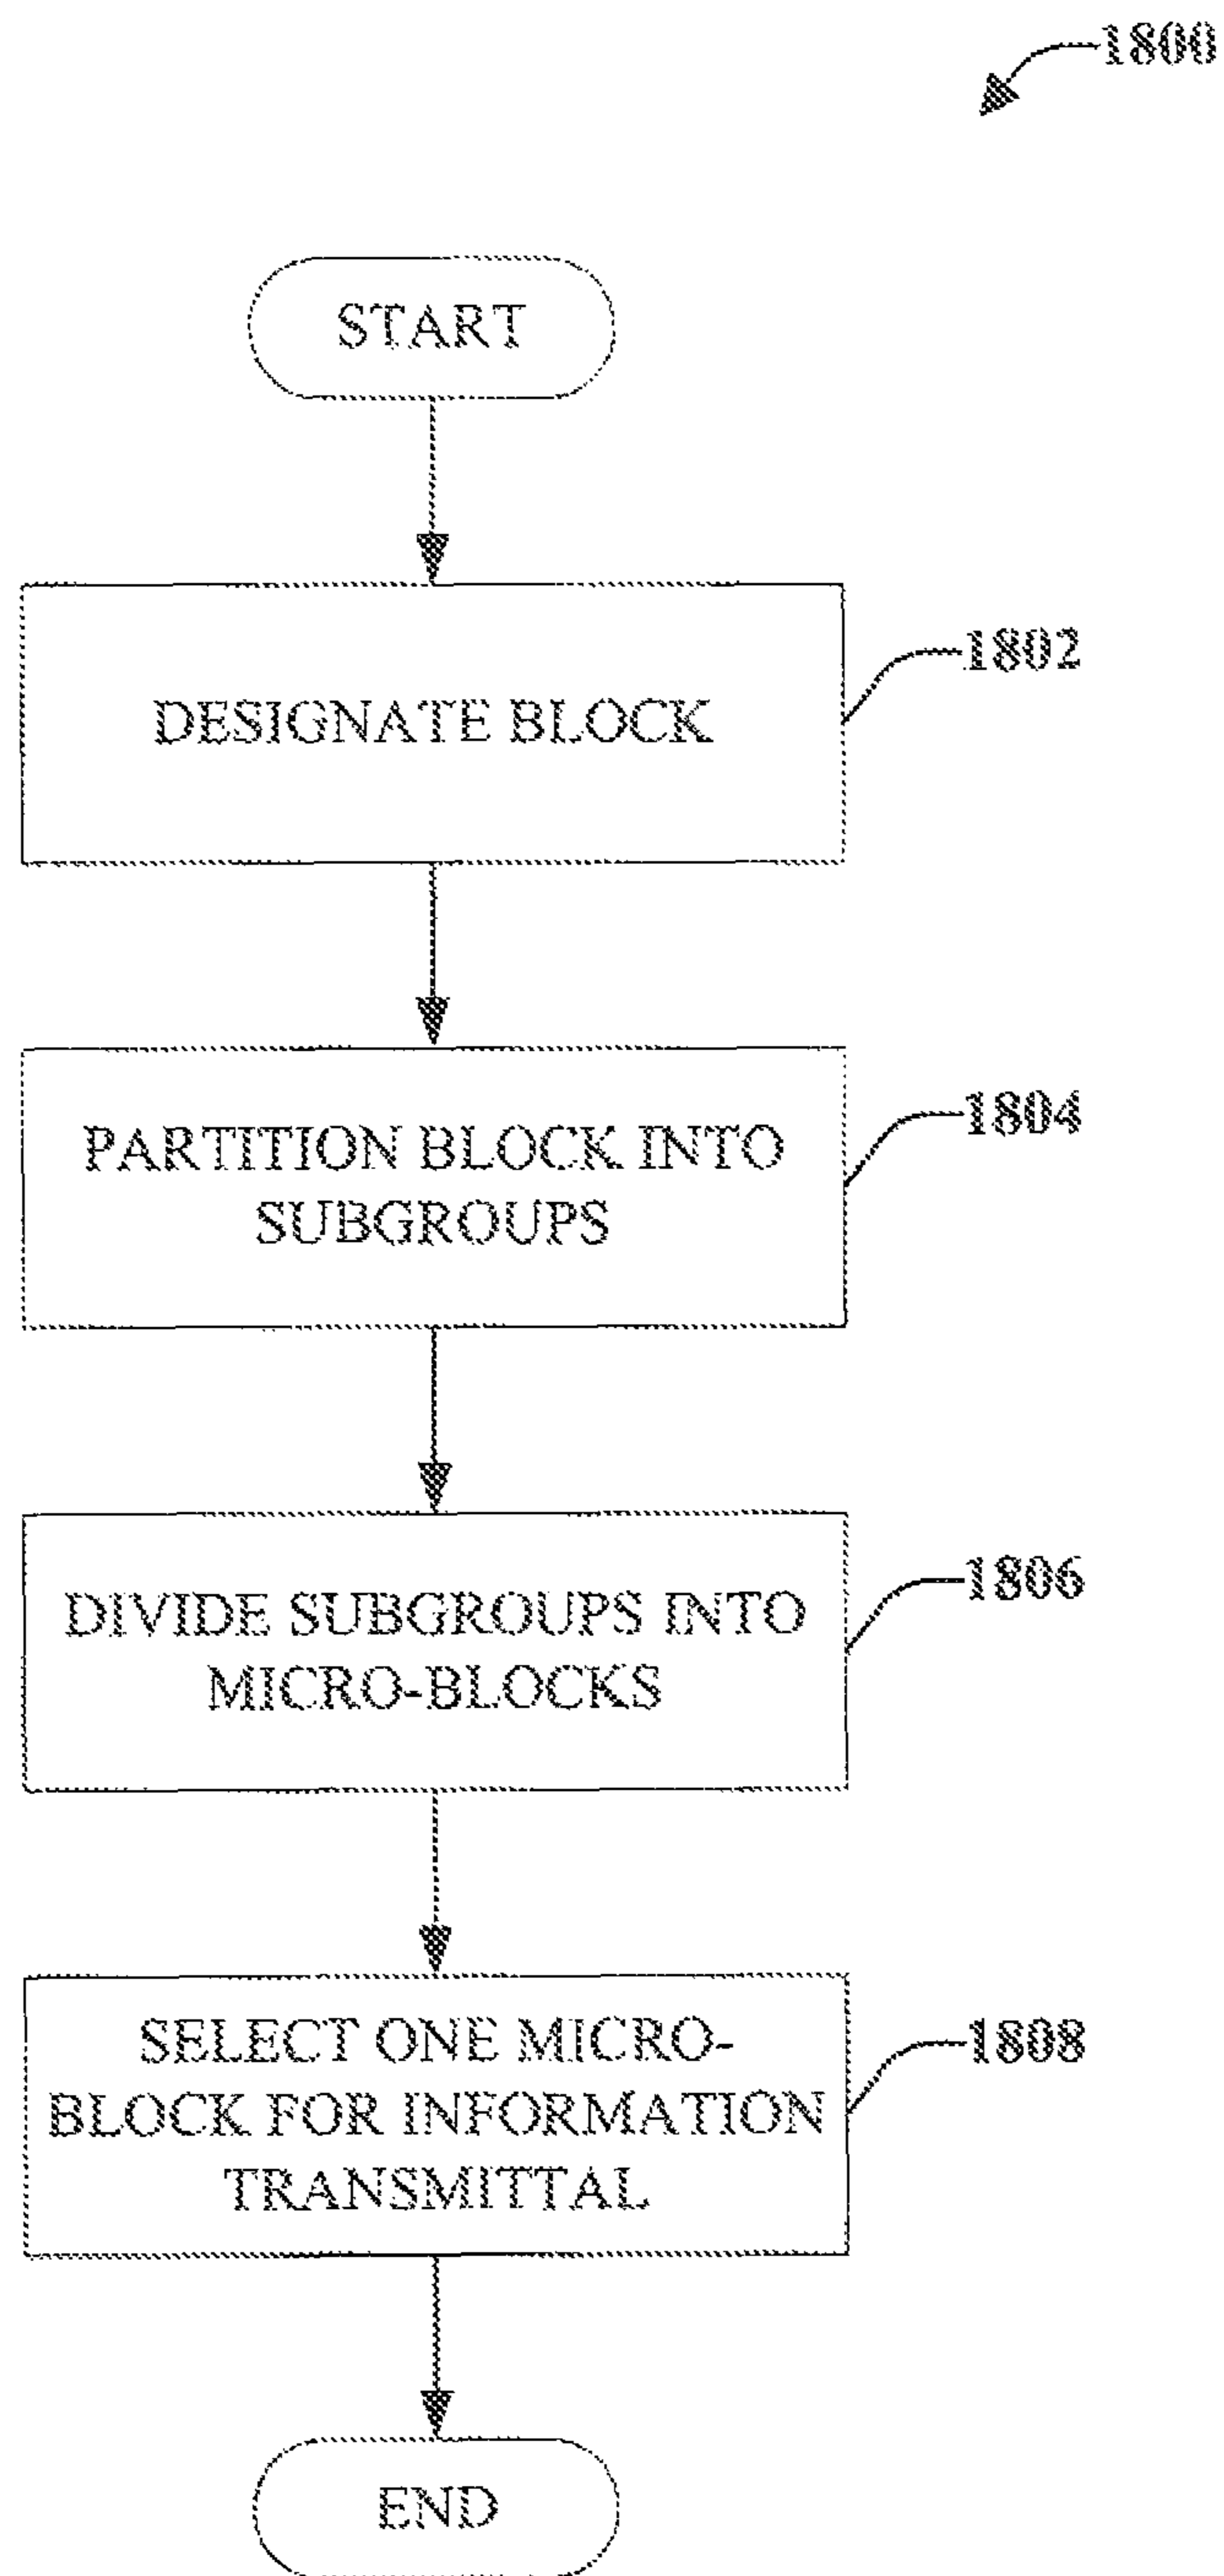 1800
START
DESIGNATE BLOCK
1802
PARTITION BLOCK INTO
SUBGROUPS
1804
DIVIDE SUBGROUPS INTO
MICRO-BLOCKS
1806
SELECT ONE MICRO-
BLOCK FOR INFORMATION
TRANSMITTAL
1808
END